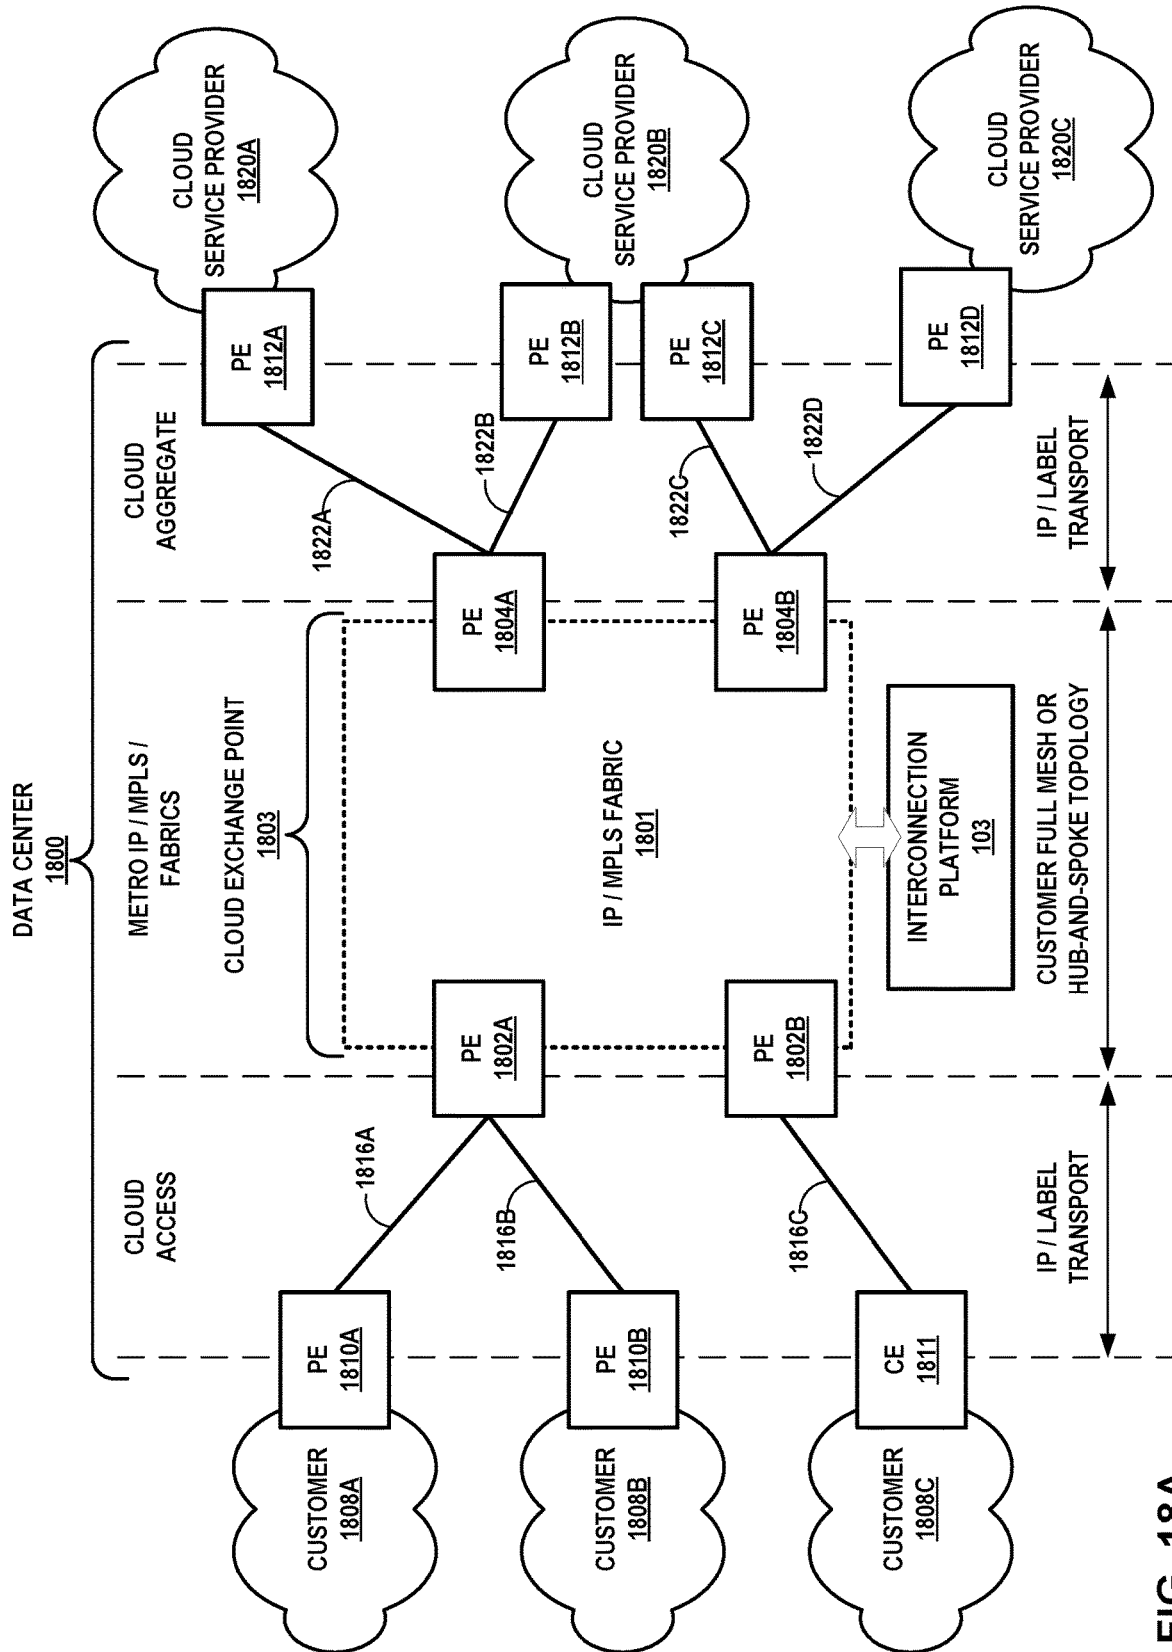 DATA CENTER
1800
CLOUD
ACCESS
METRO IP / MPLS /
FABRICS
CLOUD
AGGREGATE
CLOUD EXCHANGE POINT
1803
CUSTOMER
1808A
PE
1810A
1816A
PE
1802A
PE
1804A
1822A
PE
1812A
CLOUD
SERVICE PROVIDER
1820A
CUSTOMER
1808B
PE
1810B
1816B
IP / MPLS FABRIC
1801
1822B
PE
1812B
CLOUD
SERVICE PROVIDER
1820B
PE
1812C
1822C
CUSTOMER
1808C
CE
1811
1816C
PE
1802B
PE
1804B
1822D
PE
1812D
CLOUD
SERVICE PROVIDER
1820C
INTERCONNECTION
PLATFORM
103
IP / LABEL
TRANSPORT
CUSTOMER FULL MESH OR
HUB-AND-SPOKE TOPOLOGY
IP / LABEL
TRANSPORT
FIG. 18A